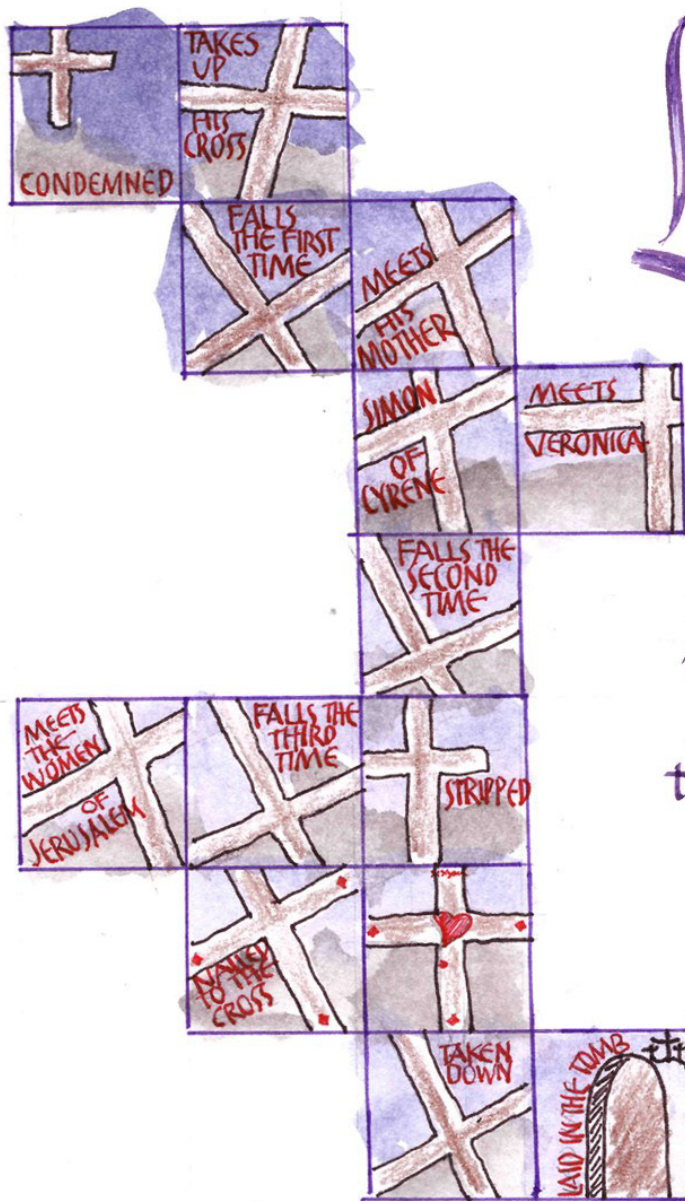 CONDEMNED
TAKES
UP
HIS
CROSS
FALLS
THE FIRST
TIME
MEETS
HIS
MOTHER
SIMON
OF
CYRENE
MEETS
VERONICA
FALLS THE
SECOND
TIME
MEETS
THE
WOMEN
OF
JERUSALEM
FALLS THE
THIRD
TIME
STRIPPED
NAILED
TO THE
CROSS
TAKEN
DOWN
LAID IN THE TOMB